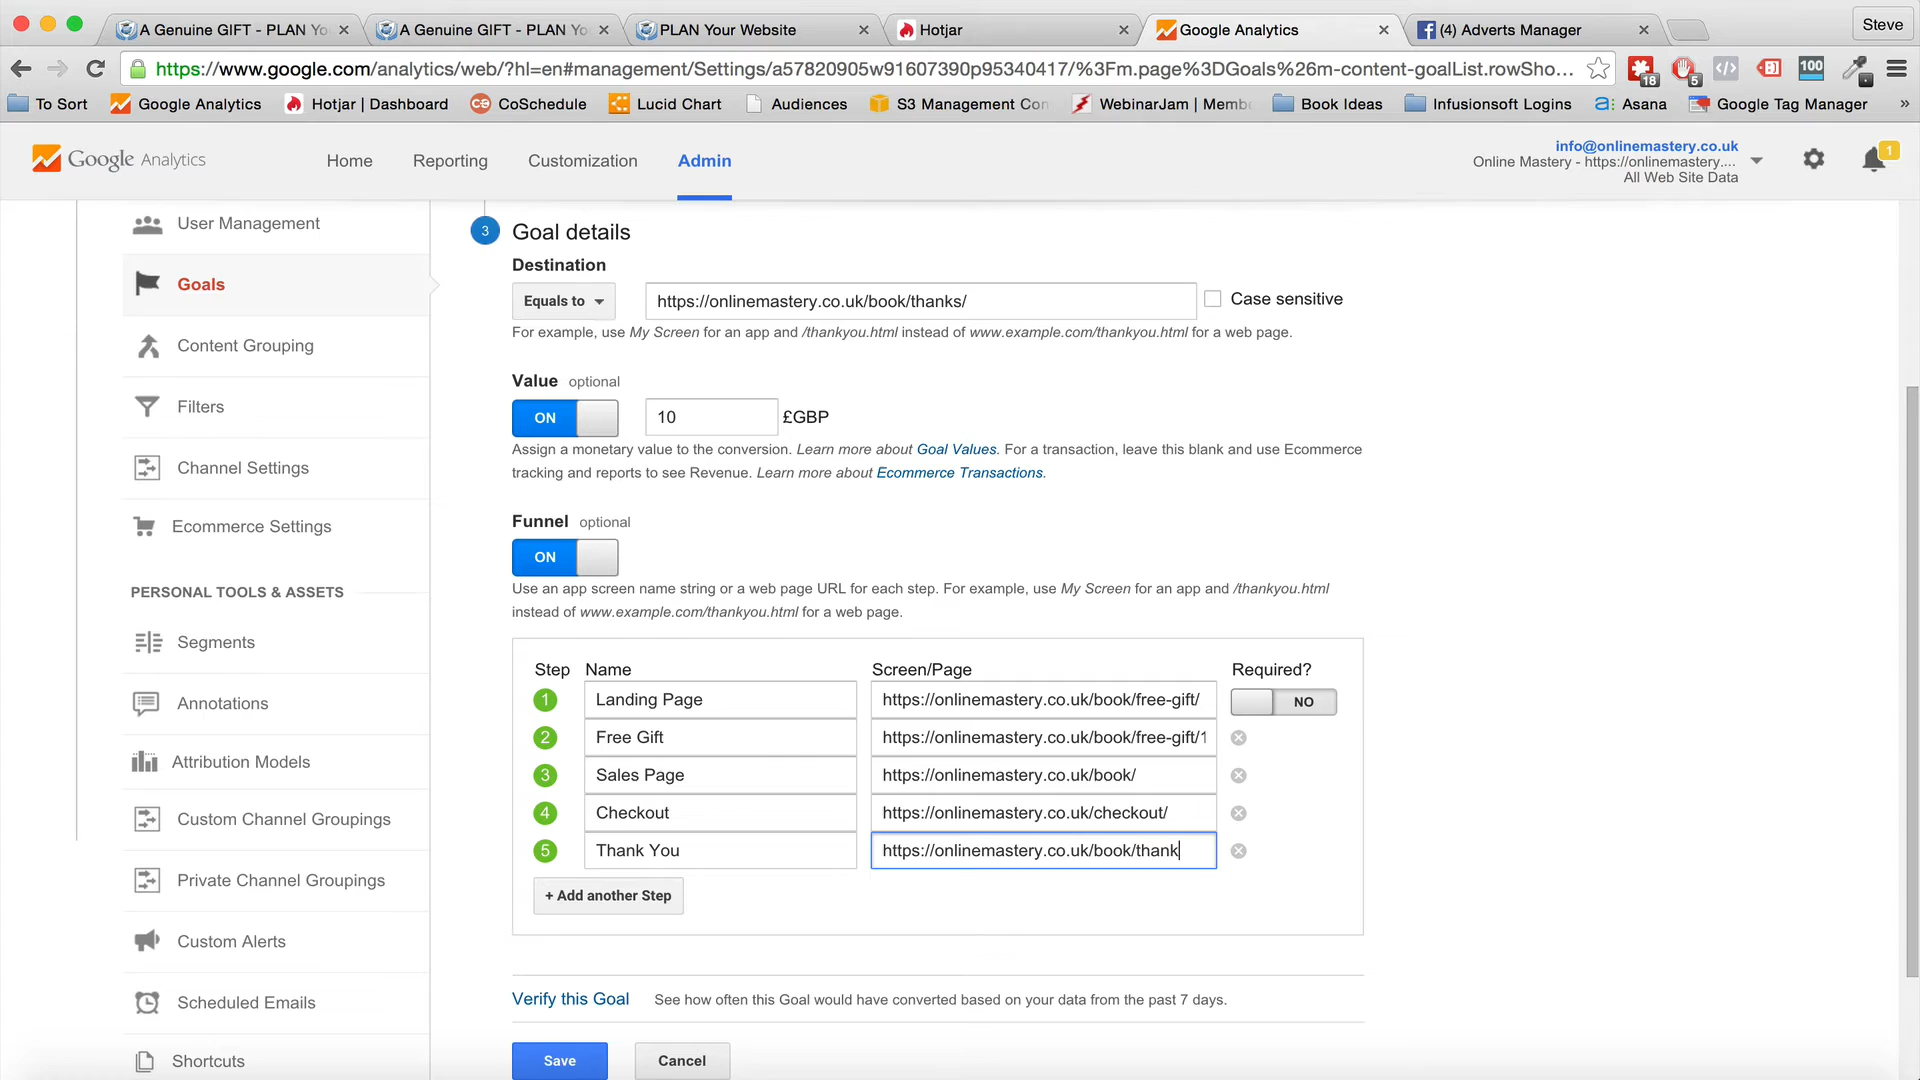 A Genuine GIFT - PLAN Yo
A Genuine GIFT - PLAN Yo
PLAN Your Website
Hotjar
Google Analytics
(4) Adverts Manager
Steve
https://www.google.com/analytics/web/?hl=en#management/Settings/a57820905w91607390p95340417/%3Fm.page%3DGoals%26m-content-goalList.rowSho...
18
5
100
To Sort
Google Analytics
Hotjar | Dashboard
CoSchedule
Lucid Chart
Audiences
S3 Management Con
WebinarJam | Membe
Book Ideas
Infusionsoft Logins
Asana
Google Tag Manager
»
Google Analytics
Home
Reporting
Customization
Admin
info@onlinemastery.co.uk
Online Mastery - https://onlinemastery....
All Web Site Data
1
User Management
Goals
Content Grouping
Filters
Channel Settings
Ecommerce Settings
PERSONAL TOOLS & ASSETS
Segments
Annotations
Attribution Models
Custom Channel Groupings
Private Channel Groupings
Custom Alerts
Scheduled Emails
Shortcuts
3 Goal details
Destination
Equals to
https://onlinemastery.co.uk/book/thanks/
Case sensitive
For example, use My Screen for an app and /thankyou.html instead of www.example.com/thankyou.html for a web page.
Value optional
ON 10 £GBP
Assign a monetary value to the conversion. Learn more about Goal Values. For a transaction, leave this blank and use Ecommerce
tracking and reports to see Revenue. Learn more about Ecommerce Transactions.
Funnel optional
ON
Use an app screen name string or a web page URL for each step. For example, use My Screen for an app and /thankyou.html
instead of www.example.com/thankyou.html for a web page.
Step Name Screen/Page Required?
1 Landing Page https://onlinemastery.co.uk/book/free-gift/ NO
2 Free Gift https://onlinemastery.co.uk/book/free-gift/1
3 Sales Page https://onlinemastery.co.uk/book/
4 Checkout https://onlinemastery.co.uk/checkout/
5 Thank You https://onlinemastery.co.uk/book/thank
+ Add another Step
Verify this Goal See how often this Goal would have converted based on your data from the past 7 days.
Save Cancel